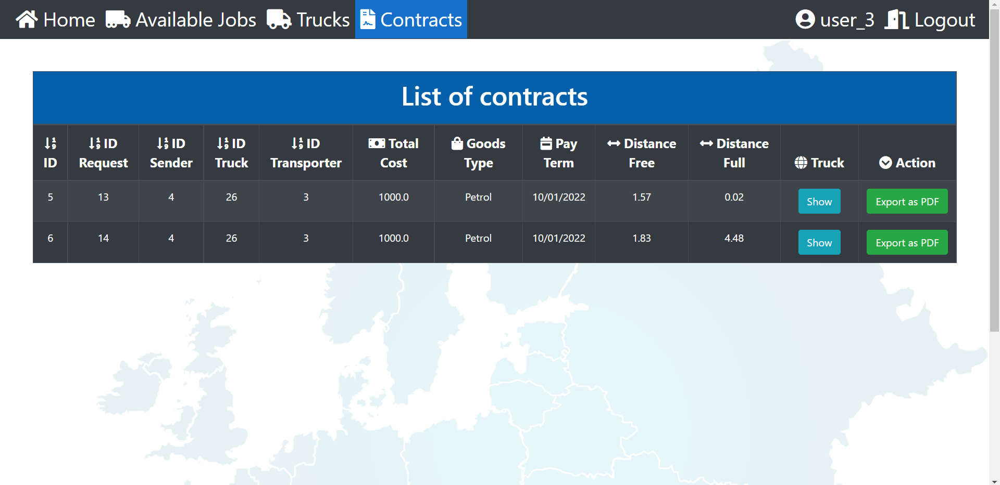 Home Available Jobs Trucks Contracts user_3 Logout
List of contracts
ID
ID Request
ID Sender
ID Truck
ID Transporter
Total Cost
Goods Type
Pay Term
Distance Free
Distance Full
Truck
Action
5 13 4 26 3 1000.0 Petrol 10/01/2022 1.57 0.02 Show Export as PDF
6 14 4 26 3 1000.0 Petrol 10/01/2022 1.83 4.48 Show Export as PDF